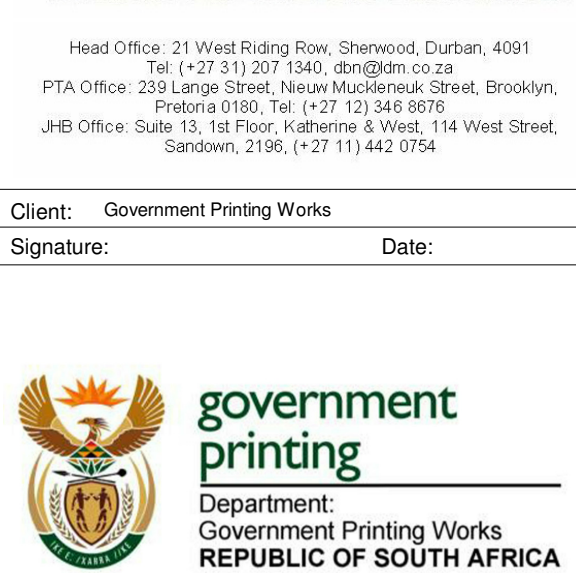 Head Office: 21 West Riding Row, Sherwood, Durban, 4091
Tel: (+27 31) 207 1340, dbn@ldm.co.za
PTA Office: 239 Lange Street, Nieuw Muckleneuk Street, Brooklyn,
Pretoria 0180, Tel: (+27 12) 346 8676
JHB Office: Suite 13, 1st Floor, Katherine & West, 114 West Street,
Sandown, 2196, (+27 11) 442 0754
Client: Government Printing Works
Signature: Date:
government
printing
Department:
Government Printing Works
REPUBLIC OF SOUTH AFRICA
!KE E: /XARRA //KE